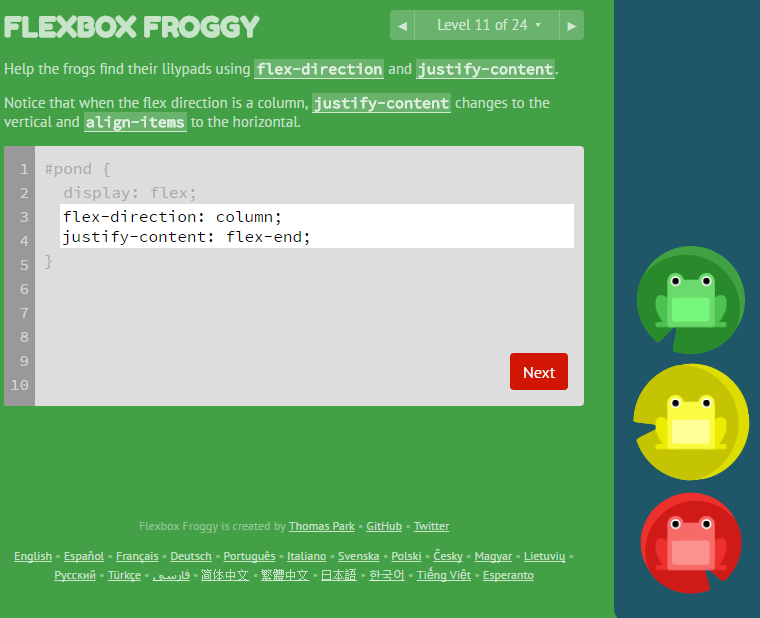 FLEXBOX FROGGY
◀ Level 11 of 24 ▾ ▶
Help the frogs find their lilypads using flex-direction and justify-content.
Notice that when the flex direction is a column, justify-content changes to the
vertical and align-items to the horizontal.
1 #pond {
2 display: flex;
3 flex-direction: column;
4 justify-content: flex-end;
5 }
6
7
8
9
10
Next
Flexbox Froggy is created by Thomas Park • GitHub • Twitter
English • Español • Français • Deutsch • Português • Italiano • Svenska • Polski • Česky • Magyar • Lietuvių •
Русский • Türkçe • فارسی • 简体中文 • 繁體中文 • 日本語 • 한국어 • Tiếng Việt • Esperanto